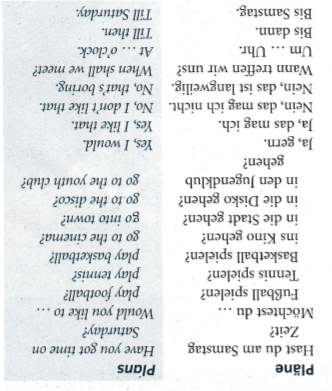 Pläne
Plans
Hast du am Samstag
Zeit?
Have you got time on
Saturday?
Möchtest du …
Would you like to …
Fußball spielen?
play football?
Tennis spielen?
play tennis?
Basketball spielen?
play basketball?
ins Kino gehen?
go to the cinema?
in die Stadt gehen?
go into town?
in die Disko gehen?
go to the disco?
in den Jugendklub
gehen?
go to the youth club?
Ja, gern.
Yes, I would.
Ja, das mag ich.
Yes, I like that.
Nein, das mag ich nicht.
No, I don't like that.
Nein, das ist langweilig.
No, that's boring.
Wann treffen wir uns?
When shall we meet?
Um … Uhr.
At … o'clock.
Bis dann.
Till then.
Bis Samstag.
Till Saturday.